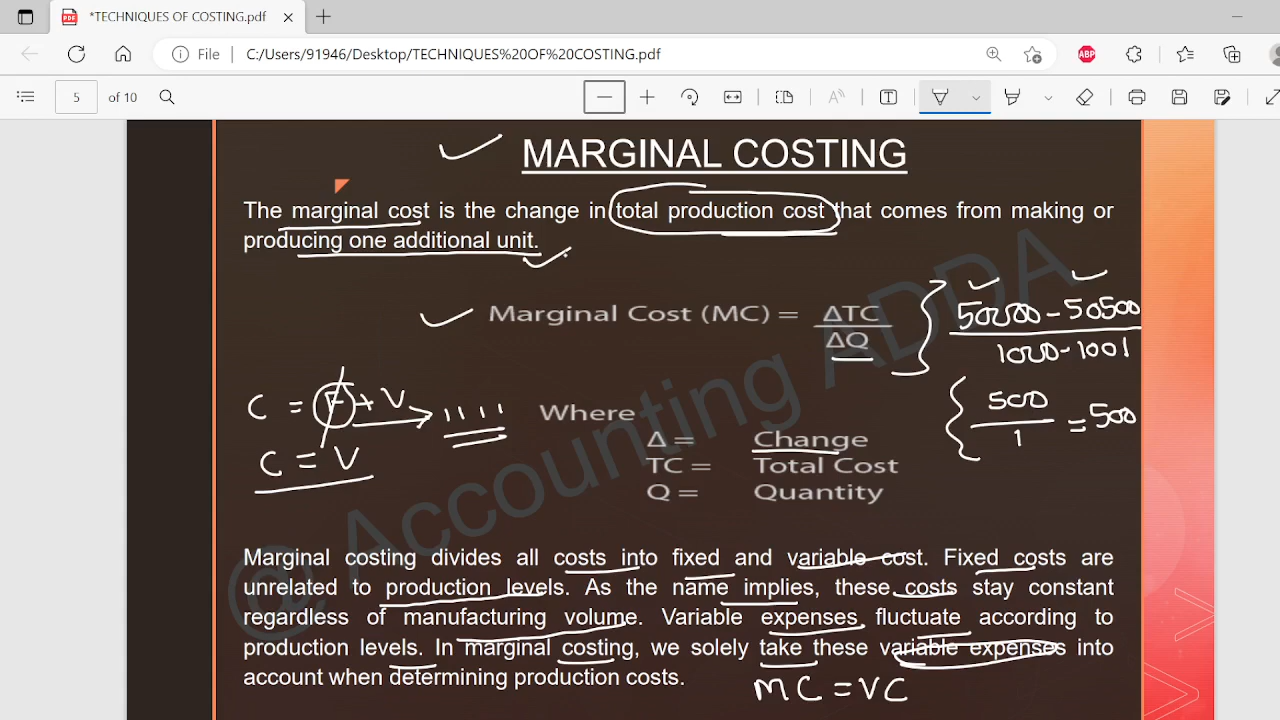 *TECHNIQUES OF COSTING.pdf
File C:/Users/91946/Desktop/TECHNIQUES%20OF%20COSTING.pdf
ABP
5 of 10
MARGINAL COSTING
The marginal cost is the change in total production cost that comes from making or
producing one additional unit.
Marginal Cost (MC) = ΔTC
ΔQ
50000 - 50500
1000 - 1001
500
1
= 500
C = F + V
C = V
Where
Δ = Change
TC = Total Cost
Q = Quantity
@ Accounting ADDA
Marginal costing divides all costs into fixed and variable cost. Fixed costs are
unrelated to production levels. As the name implies, these costs stay constant
regardless of manufacturing volume. Variable expenses fluctuate according to
production levels. In marginal costing, we solely take these variable expenses into
account when determining production costs.
MC = VC